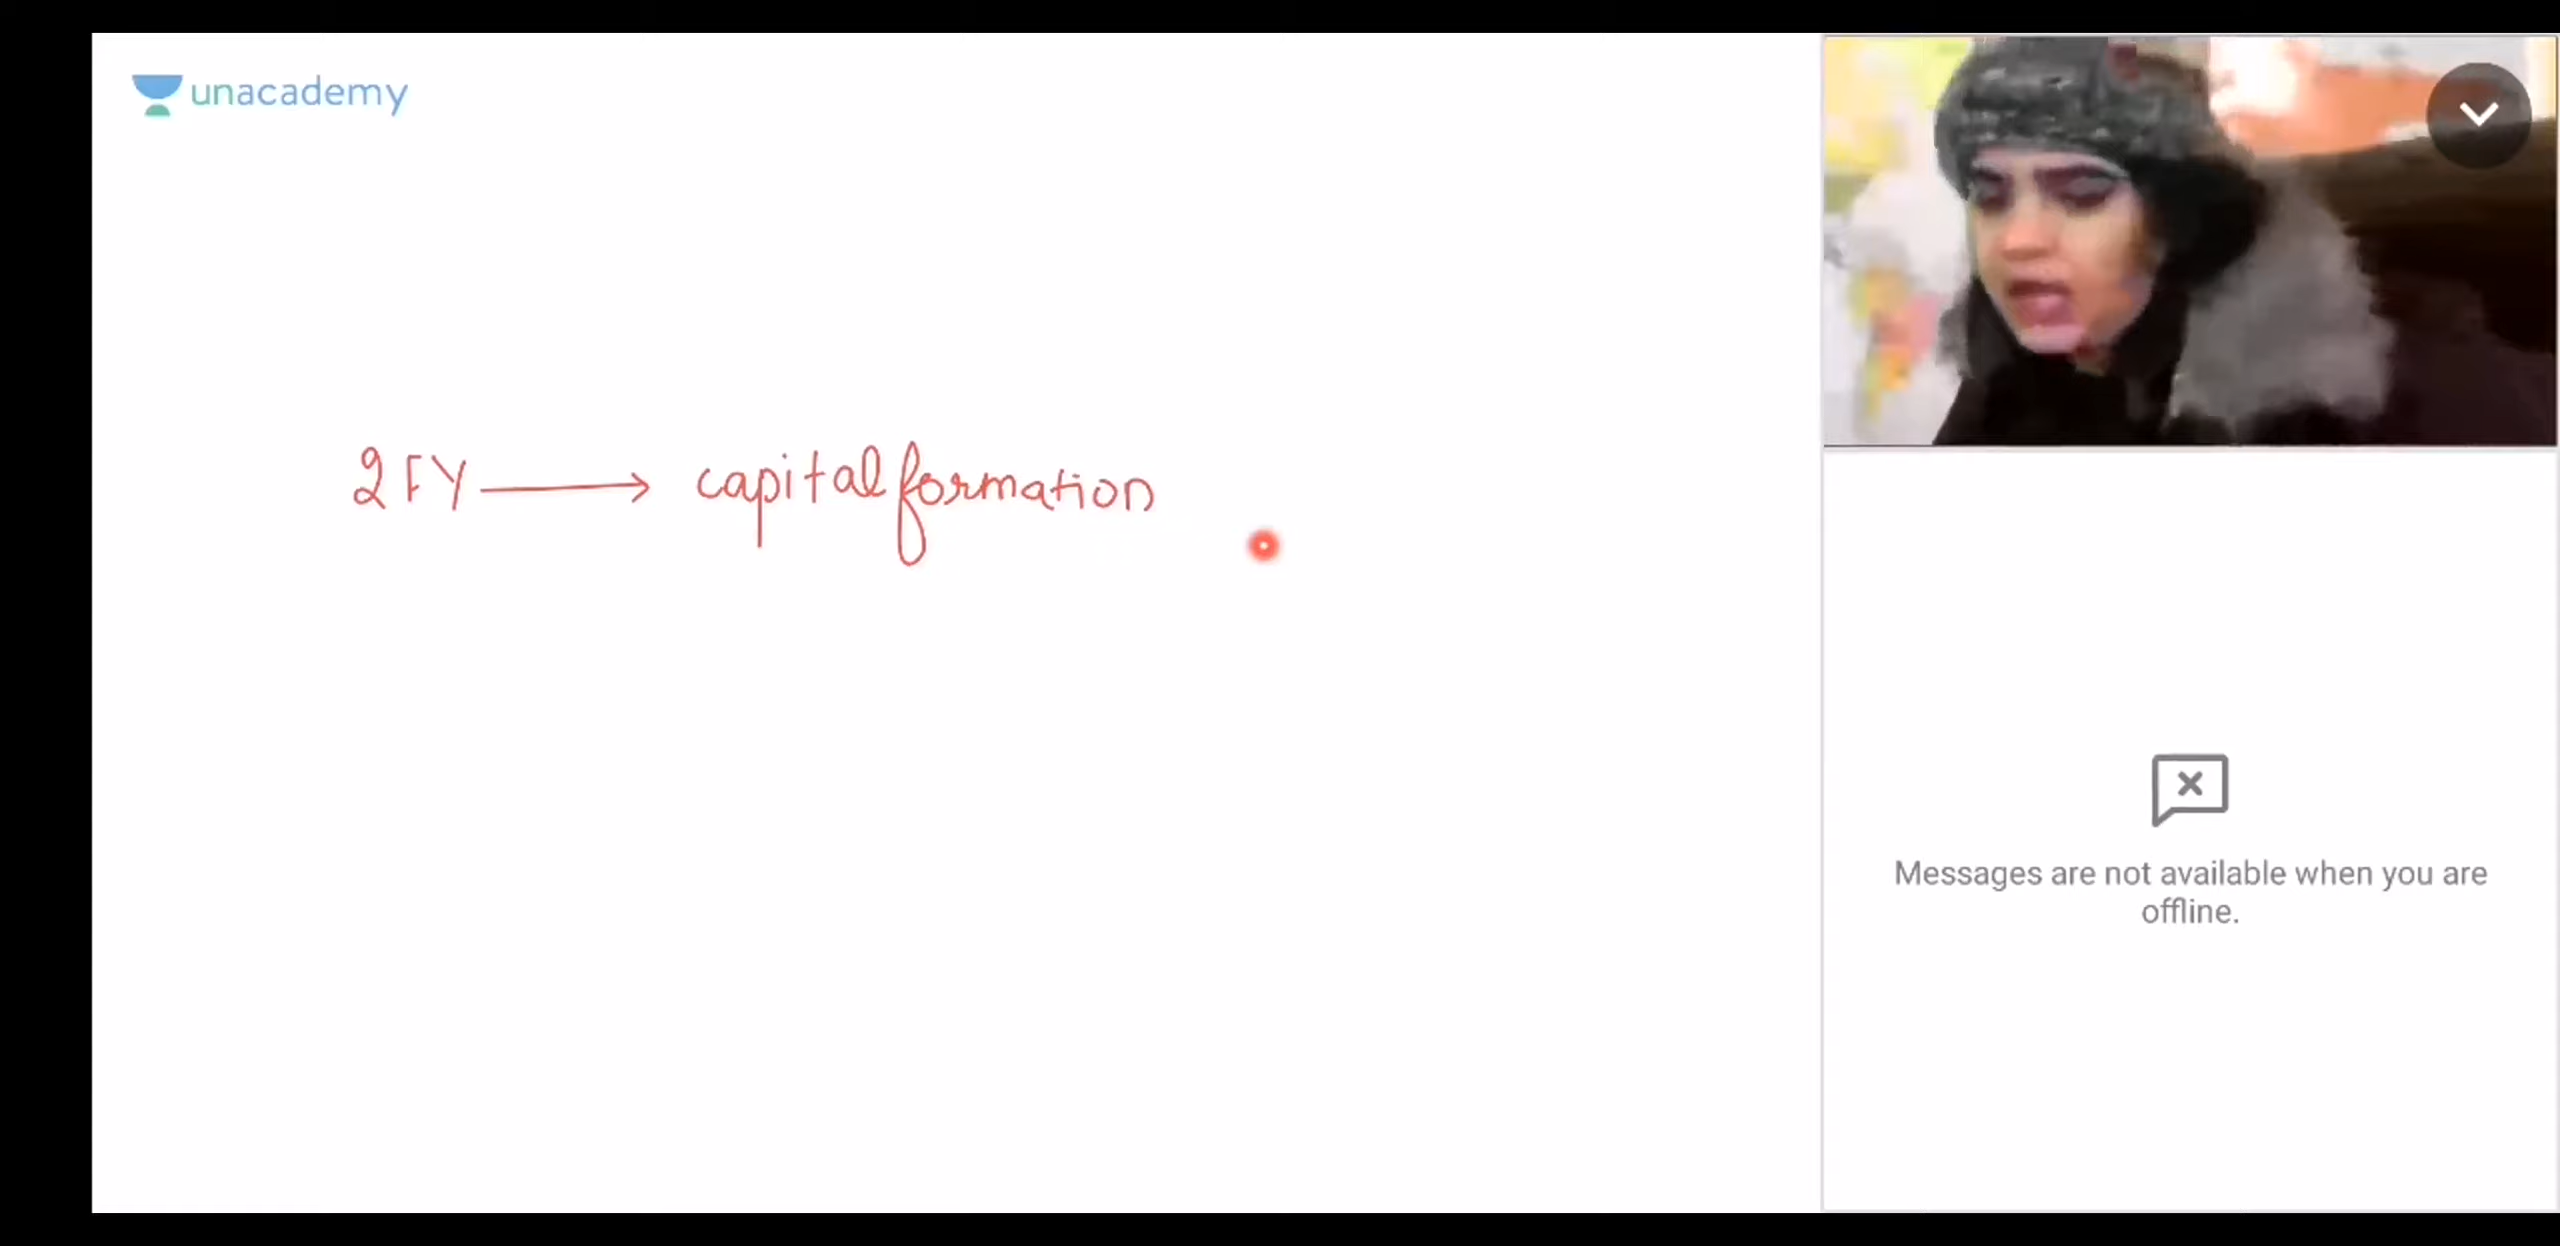 unacademy
2FY → capital formation
Messages are not available when you are
offline.